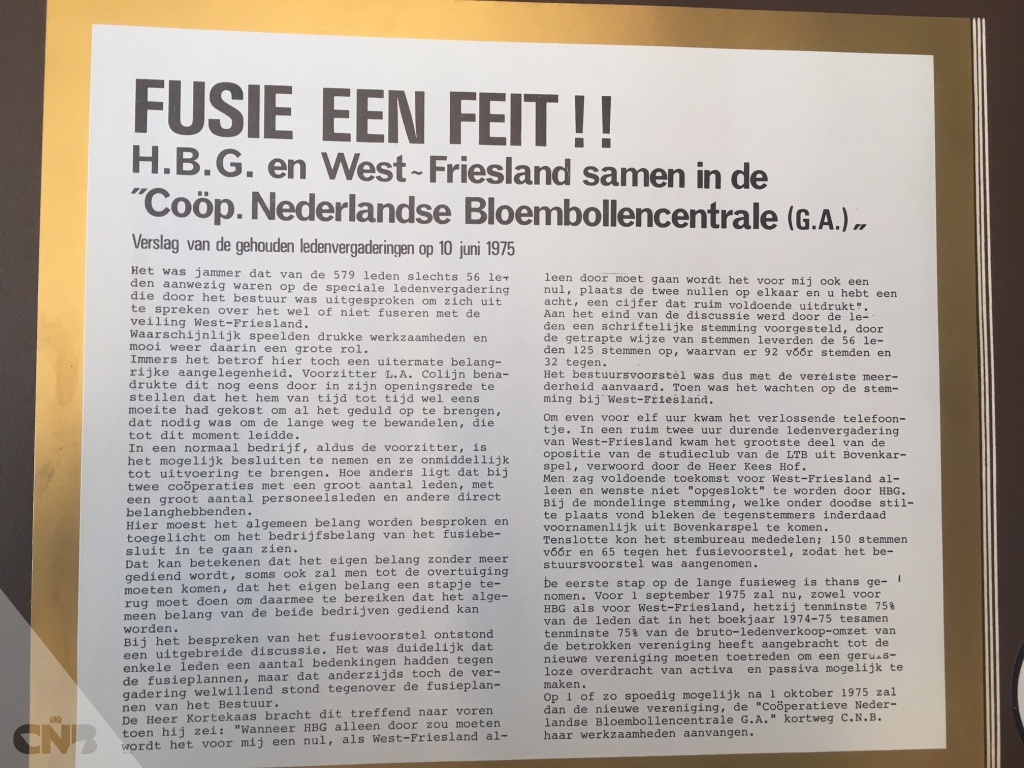 FUSIE EEN FEIT !!
H.B.G. en West~Friesland samen in de
"Coöp. Nederlandse Bloembollencentrale (G.A.)„
Verslag van de gehouden ledenvergaderingen op 10 juni 1975
Het was jammer dat van de 579 leden slechts 56 le-
den aanwezig waren op de speciale ledenvergadering
die door het bestuur was uitgesproken om zich uit
te spreken over het wel of niet fuseren met de
veiling West-Friesland.
Waarschijnlijk speelden drukke werkzaamheden en
mooi weer daarin een grote rol.
Immers het betrof hier toch een uitermate belang-
rijke aangelegenheid. Voorzitter L.A. Colijn bena-
drukte dit nog eens door in zijn openingsrede te
stellen dat het hem van tijd tot tijd wel eens
moeite had gekost om al het geduld op te brengen,
dat nodig was om de lange weg te bewandelen, die
tot dit moment leidde.
In een normaal bedrijf, aldus de voorzitter, is
het mogelijk besluiten te nemen en ze onmiddellijk
tot uitvoering te brengen. Hoe anders ligt dat bij
twee coöperaties met een groot aantal leden, met
een groot aantal personeelsleden en andere direct
belanghebbenden.
Hier moest het algemeen belang worden besproken en
toegelicht om het bedrijfsbelang van het fusiebe-
sluit in te gaan zien.
Dat kan betekenen dat het eigen belang zonder meer
gediend wordt, soms ook zal men tot de overtuiging
moeten komen, dat het eigen belang een stapje te-
rug moet doen om daarmee te bereiken dat het alge-
meen belang van de beide bedrijven gediend kan
worden.
Bij het bespreken van het fusievoorstel ontstond
een uitgebreide discussie. Het was duidelijk dat
enkele leden een aantal bedenkingen hadden tegen
de fusieplannen, maar dat anderzijds toch de ver-
gadering welwillend stond tegenover de fusieplan-
nen van het Bestuur.
De Heer Kortekaas bracht dit treffend naar voren
toen hij zei: "Wanneer HBG alleen door zou moeten
wordt het voor mij een nul, als West-Friesland al-
leen door moet gaan wordt het voor mij ook een
nul, plaats de twee nullen op elkaar en u hebt een
acht, een cijfer dat ruim voldoende uitdrukt".
Aan het eind van de discussie werd door de le-
den een schriftelijke stemming voorgesteld, door
de getrapte wijze van stemmen leverden de 56 le-
den 125 stemmen op, waarvan er 92 vóór stemden en
32 tegen.
Het bestuursvoorstel was dus met de vereiste meer-
derheid aanvaard. Toen was het wachten op de stem-
ming bij West-Friesland.
Om even voor elf uur kwam het verlossende telefoon-
tje. In een ruim twee uur durende ledenvergadering
van West-Friesland kwam het grootste deel van de
opositie van de studieclub van de LTB uit Bovenkar-
spel, verwoord door de Heer Kees Hof.
Men zag voldoende toekomst voor West-Friesland al-
leen en wenste niet "opgeslokt" te worden door HBG.
Bij de mondelinge stemming, welke onder doodse stil-
te plaats vond bleken de tegenstemmers inderdaad
voornamelijk uit Bovenkarspel te komen.
Tenslotte kon het stembureau mededelen; 150 stemmen
vóór en 65 tegen het fusievoorstel, zodat het be-
stuursvoorstel was aangenomen.
De eerste stap op de lange fusieweg is thans ge-
nomen. Voor 1 september 1975 zal nu, zowel voor
HBG als voor West-Friesland, hetzij tenminste 75%
van de leden dat in het boekjaar 1974-75 tesamen
tenminste 75% van de bruto-ledenverkoop-omzet van
de betrokken vereniging heeft aangebracht tot de
nieuwe vereniging moeten toetreden om een geruis-
loze overdracht van activa en passiva mogelijk te
maken.
Op 1 of zo spoedig mogelijk na 1 oktober 1975 zal
dan de nieuwe vereniging, de "Coöperatieve Neder-
landse Bloembollencentrale G.A." kortweg C.N.B.
haar werkzaamheden aanvangen.
CNB